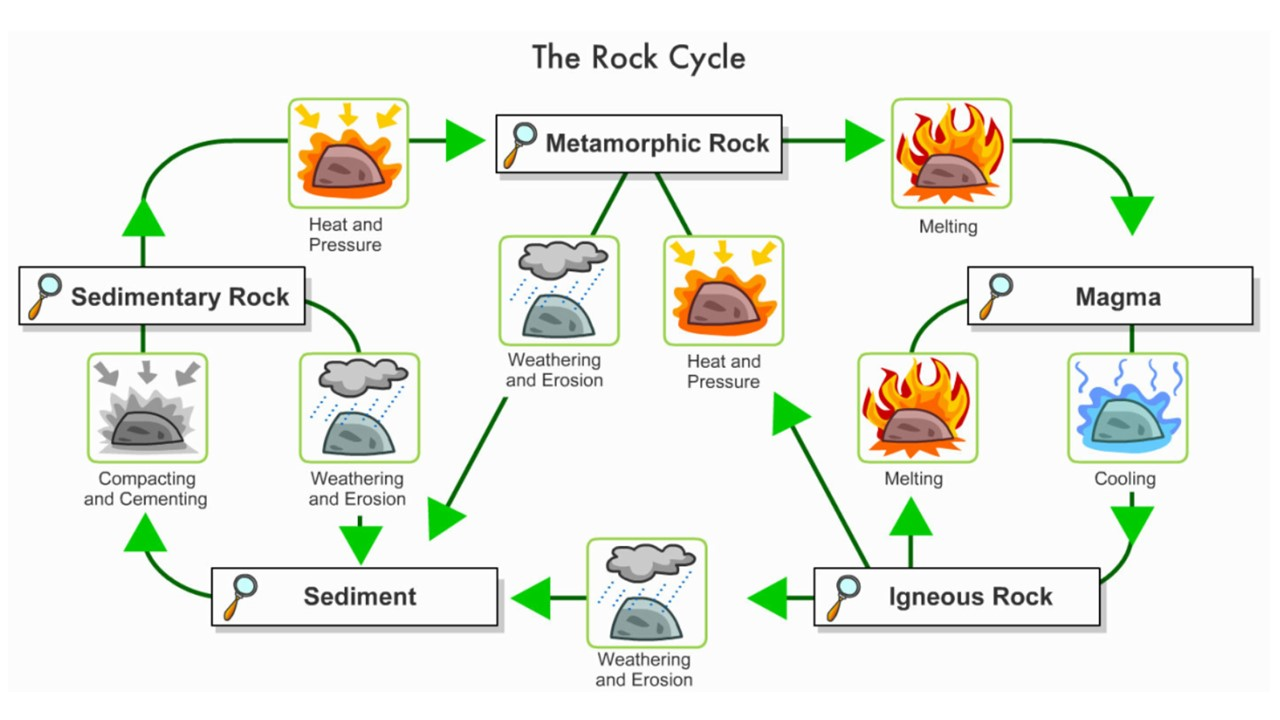 The Rock Cycle
Metamorphic Rock
Heat and
Pressure
Melting
Sedimentary Rock
Magma
Weathering
and Erosion
Heat and
Pressure
Compacting
and Cementing
Weathering
and Erosion
Melting
Cooling
Sediment
Igneous Rock
Weathering
and Erosion